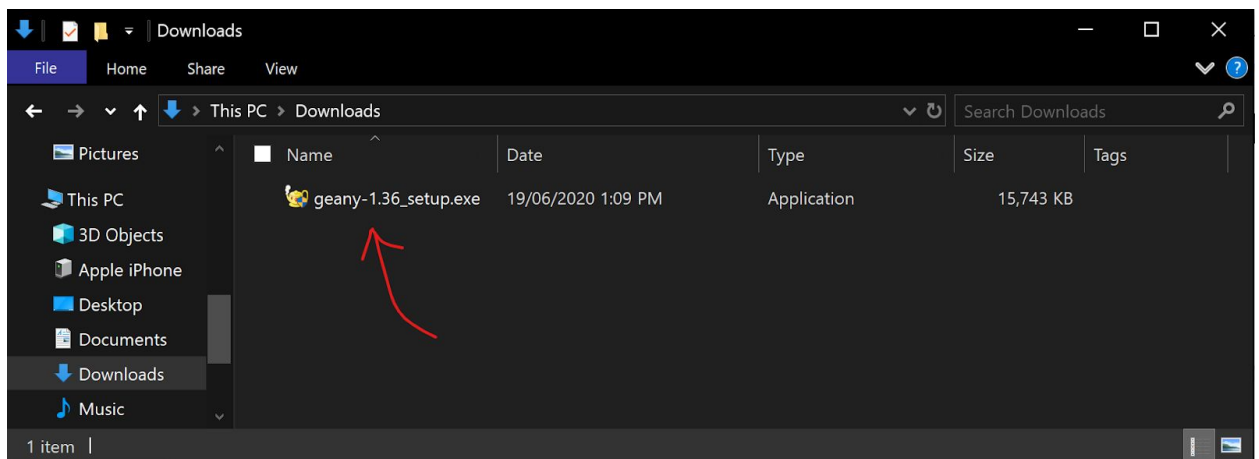 Downloads
File Home Share View
This PC > Downloads
Search Downloads
Pictures
Name Date Type Size Tags
This PC
geany-1.36_setup.exe 19/06/2020 1:09 PM Application 15,743 KB
3D Objects
Apple iPhone
Desktop
Documents
Downloads
Music
1 item